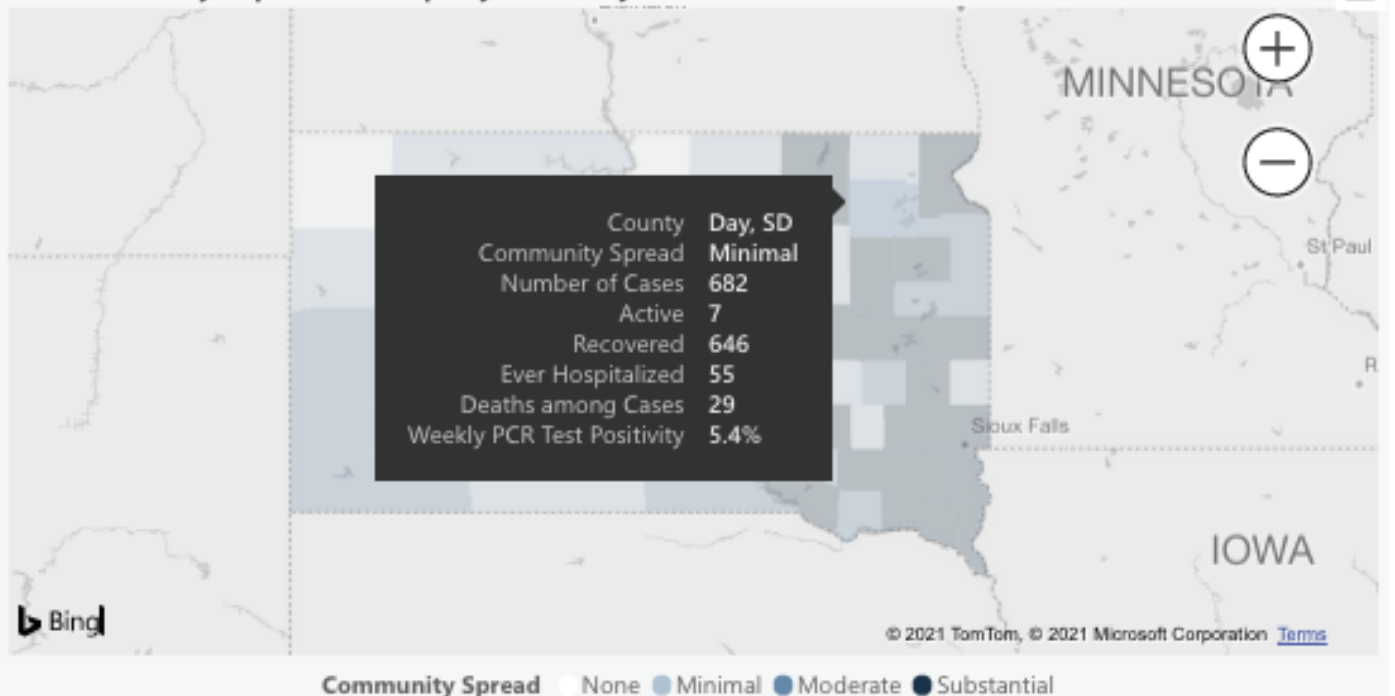 MINNESOTA
County Day, SD
Community Spread Minimal
Number of Cases 682
Active 7
Recovered 646
Ever Hospitalized 55
Deaths among Cases 29
Weekly PCR Test Positivity 5.4%
St Paul
R
Sioux Falls
IOWA
Bing
© 2021 TomTom, © 2021 Microsoft Corporation Terms
Community Spread None Minimal Moderate Substantial